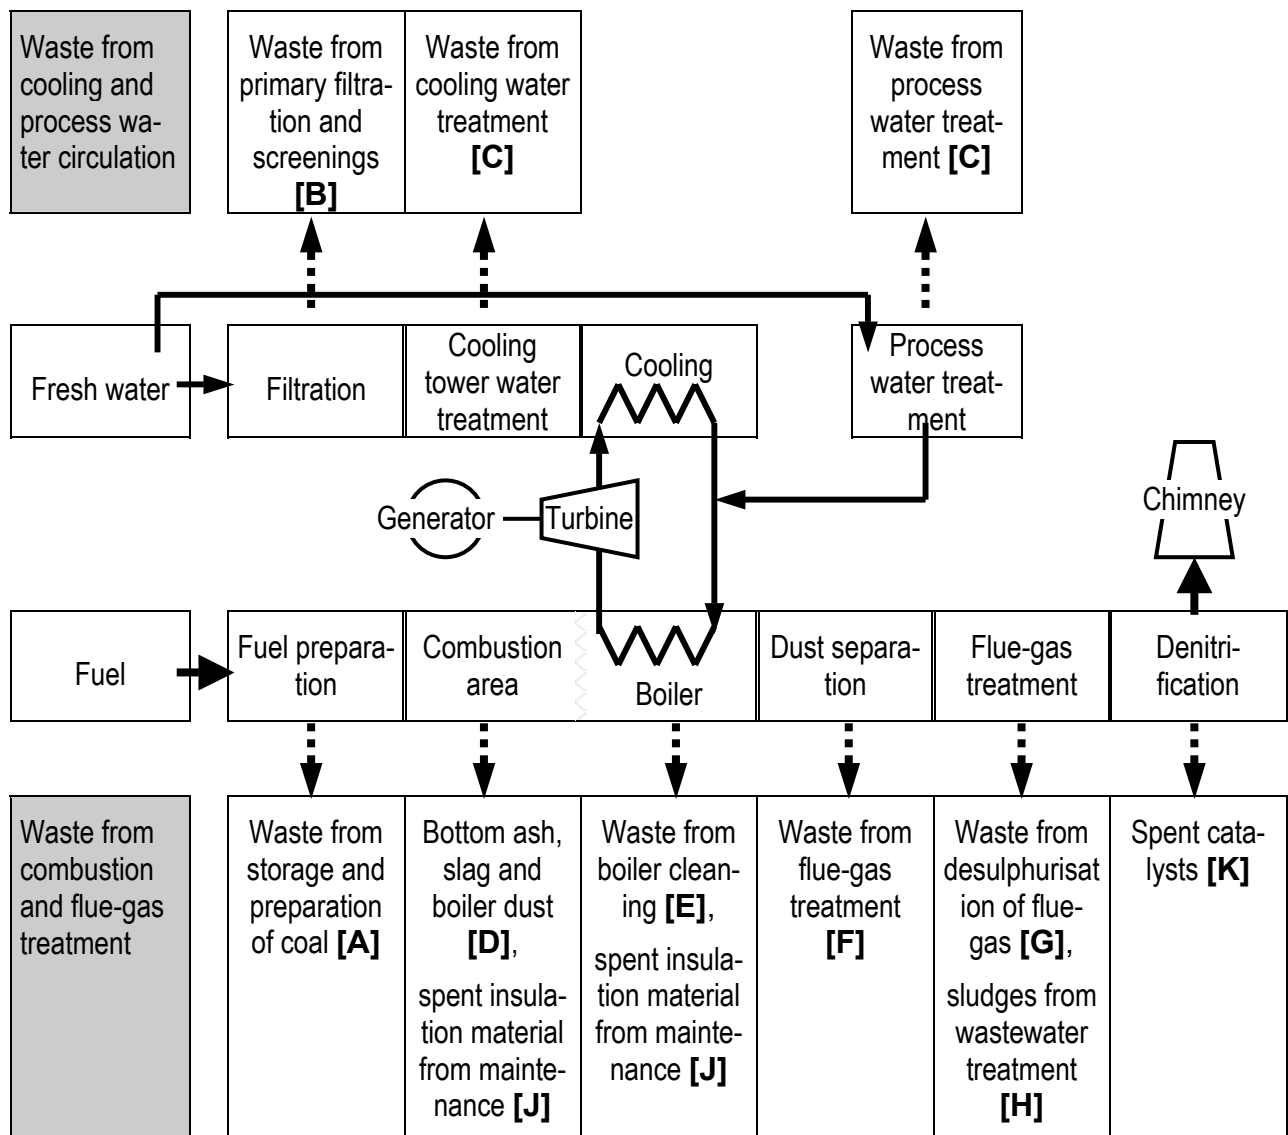 Waste from
cooling and
process wa-
ter circulation
Waste from
primary filtra-
tion and
screenings
[B]
Waste from
cooling water
treatment
[C]
Waste from
process
water treat-
ment [C]
Fresh water
Filtration
Cooling
tower water
treatment
Cooling
Process
water treat-
ment
Generator
Turbine
Chimney
Fuel
Fuel prepara-
tion
Combustion
area
Boiler
Dust separa-
tion
Flue-gas
treatment
Denitri-
fication
Waste from
combustion
and flue-gas
treatment
Waste from
storage and
preparation
of coal [A]
Bottom ash,
slag and
boiler dust
[D],
spent insula-
tion material
from mainte-
nance [J]
Waste from
boiler clean-
ing [E],
spent insula-
tion material
from mainte-
nance [J]
Waste from
flue-gas
treatment
[F]
Waste from
desulphurisat
ion of flue-
gas [G],
sludges from
wastewater
treatment
[H]
Spent cata-
lysts [K]